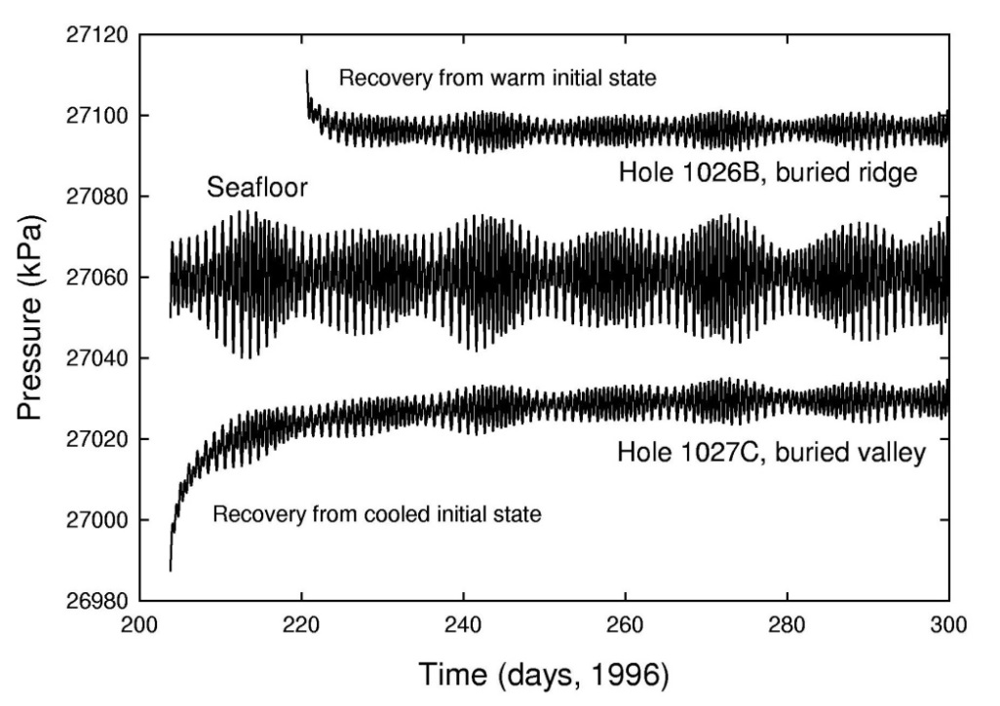 27120
Recovery from warm initial state
27100
Hole 1026B, buried ridge
27080
Seafloor
27060
27040
27020
Hole 1027C, buried valley
27000
Recovery from cooled initial state
26980
200 220 240 260 280 300
Pressure (kPa)
Time (days, 1996)